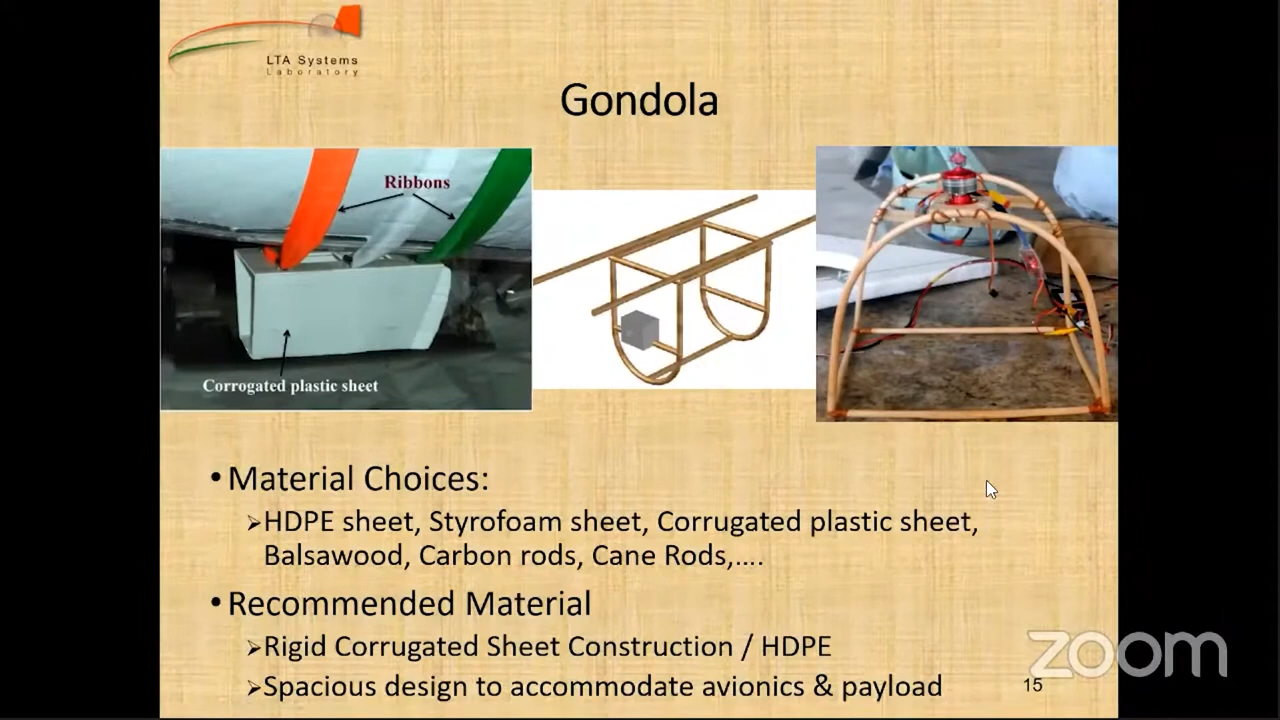 LTA Systems
Laboratory
Gondola
Ribbons
Corrogated plastic sheet
•Material Choices:
➢HDPE sheet, Styrofoam sheet, Corrugated plastic sheet,
Balsawood, Carbon rods, Cane Rods,....
•Recommended Material
➢Rigid Corrugated Sheet Construction / HDPE
➢Spacious design to accommodate avionics & payload
15
zoom